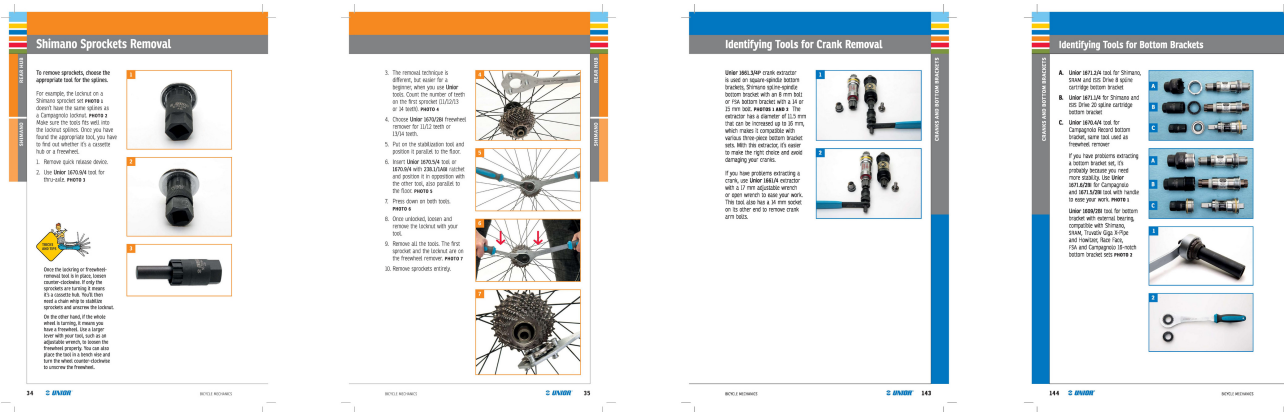 Shimano Sprockets Removal
REAR HUB
SHIMANO
To remove sprockets, choose the
appropriate tool for the splines.
For example, the locknut on a
Shimano sprocket set PHOTO 1
doesn't have the same splines as
a Campagnolo locknut. PHOTO 2
Make sure the tools fits well into
the locknut splines. Once you have
found the appropriate tool, you have
to find out whether it's a cassette
hub or a freewheel.
1. Remove quick release device.
2. Use Unior 1670.9/4 tool for
thru-axle. PHOTO 3
1
2
3
TRICKS
AND TIPS
Once the lockring or freewheel-
removal tool is in place, loosen
counter-clockwise. If only the
sprockets are turning it means
it's a cassette hub. You'll then
need a chain whip to stabilize
sprockets and unscrew the locknut.
On the other hand, if the whole
wheel is turning, it means you
have a freewheel. Use a larger
lever with your tool, such as an
adjustable wrench, to loosen the
freewheel properly. You can also
place the tool in a bench vise and
turn the wheel counter-clockwise
to unscrew the freewheel.
34
UNIOR
BICYCLE MECHANICS
3. The removal technique is
different, but easier for a
beginner, when you use Unior
tools. Count the number of teeth
on the first sprocket (11/12/13
or 14 teeth). PHOTO 4
4. Choose Unior 1670/2BI freewheel
remover for 11/12 teeth or
13/14 teeth.
5. Put on the stabilization tool and
position it parallel to the floor.
6. Insert Unior 1670.5/4 tool or
1670.9/4 with 238.1/1ABI ratchet
and position it in opposition with
the other tool, also parallel to
the floor. PHOTO 5
7. Press down on both tools.
PHOTO 6
8. Once unlocked, loosen and
remove the locknut with your
tool.
9. Remove all the tools. The first
sprocket and the locknut are on
the freewheel remover. PHOTO 7
10. Remove sprockets entirely.
4
5
6
7
REAR HUB
SHIMANO
BICYCLE MECHANICS
UNIOR
35
Identifying Tools for Crank Removal
Unior 1661.3/4P crank extractor
is used on square-spindle bottom
brackets, Shimano spline-spindle
bottom bracket with an 8 mm bolt
or FSA bottom bracket with a 14 or
15 mm bolt. PHOTOS 1 AND 2 The
extractor has a diameter of 11.5 mm
that can be increased up to 16 mm,
which makes it compatible with
various three-piece bottom bracket
sets. With this extractor, it's easier
to make the right choice and avoid
damaging your cranks.
If you have problems extracting a
crank, use Unior 1661/4 extractor
with a 17 mm adjustable wrench
or open wrench to ease your work.
This tool also has a 14 mm socket
on its other end to remove crank
arm bolts.
1
2
CRANKS AND BOTTOM BRACKETS
BICYCLE MECHANICS
UNIOR
143
Identifying Tools for Bottom Brackets
CRANKS AND BOTTOM BRACKETS
A. Unior 1671.2/4 tool for Shimano,
SRAM and ISIS Drive 8 spline
cartridge bottom bracket
B. Unior 1671.1/4 for Shimano and
ISIS Drive 20 spline cartridge
bottom bracket
C. Unior 1670.4/4 tool for
Campagnolo Record bottom
bracket, same tool used as
freewheel remover
If you have problems extracting
a bottom bracket set, it's
probably because you need
more stability. Use Unior
1671.6/2BI for Campagnolo
and 1671.5/2BI tool with handle
to ease your work. PHOTO 1
Unior 1609/2BI tool for bottom
bracket with external bearing,
compatible with Shimano,
SRAM, Truvativ Giga X-Pipe
and Howitzer, Race Face,
FSA and Campagnolo 16-notch
bottom bracket sets PHOTO 2
A
B
C
A
B
C
1
2
144
UNIOR
BICYCLE MECHANICS